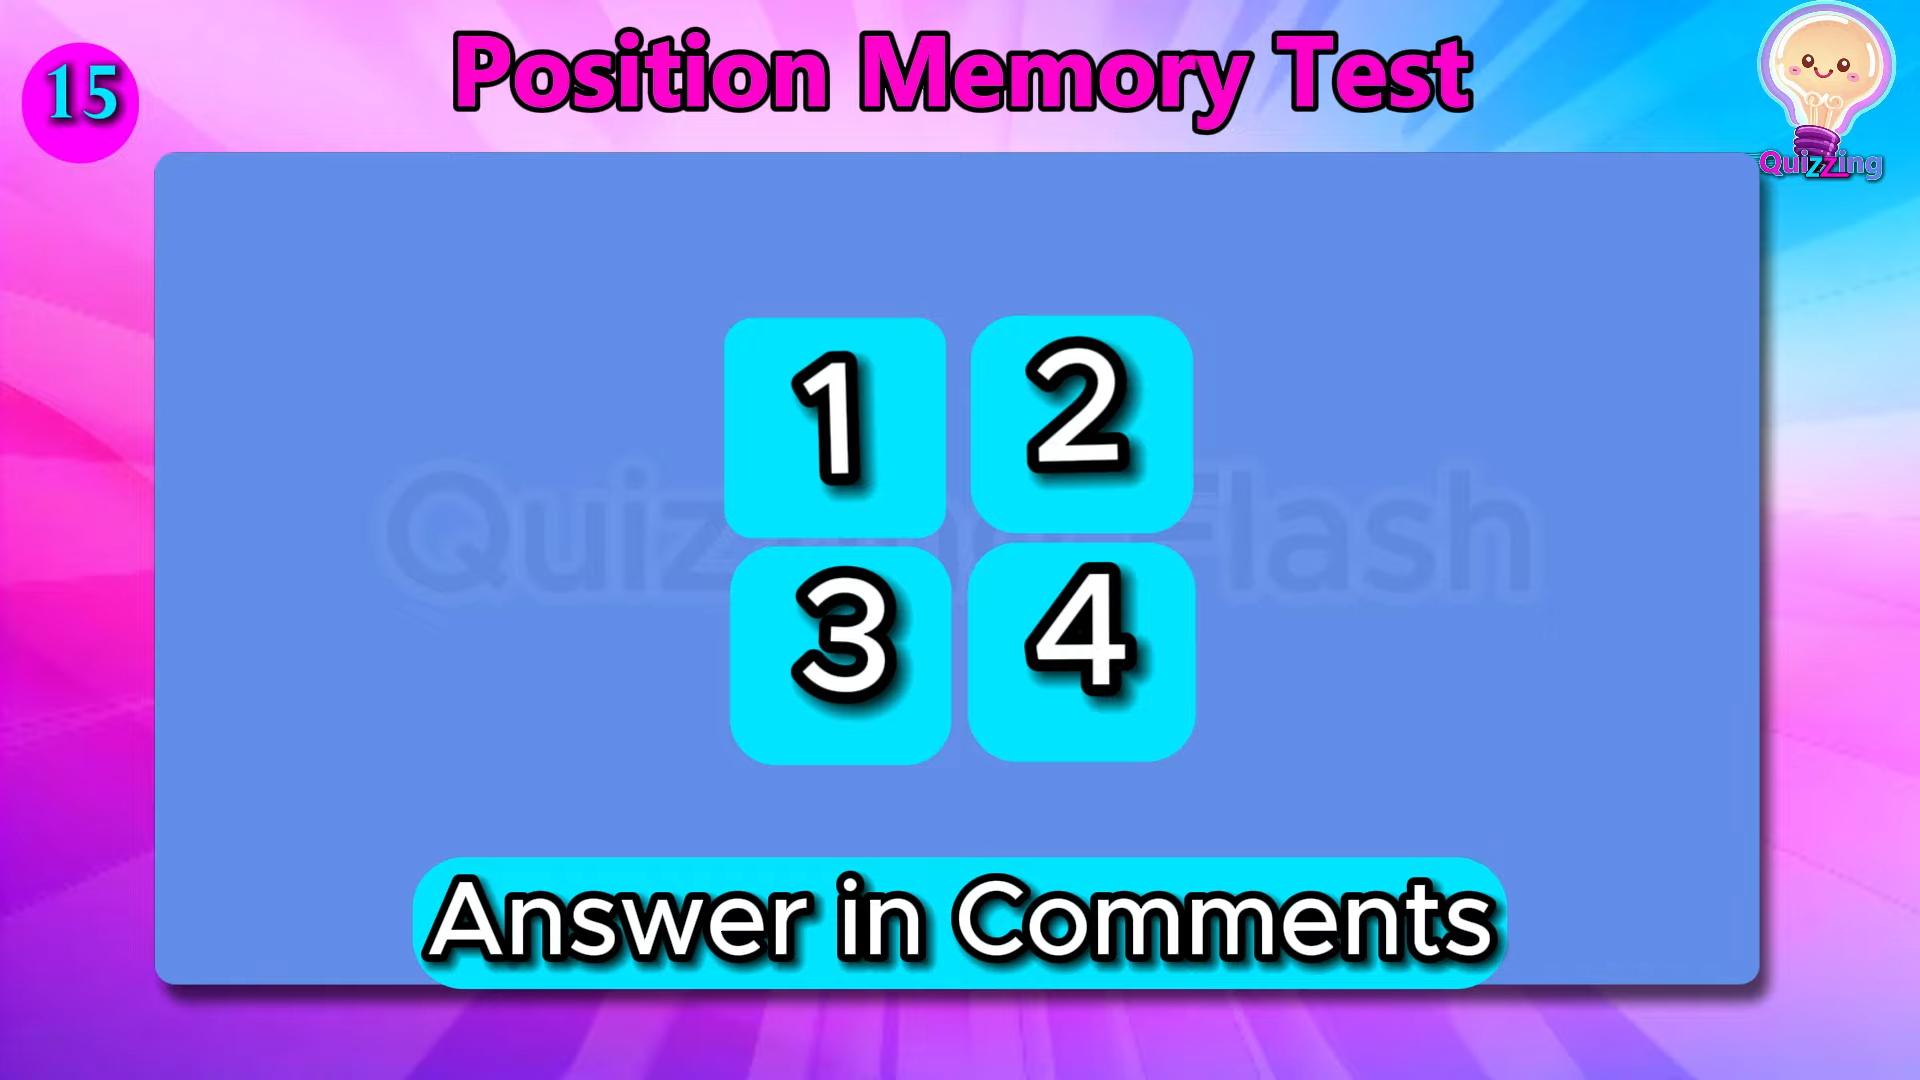 15
Position Memory Test
Quizzing
1 2
3 4
Answer in Comments